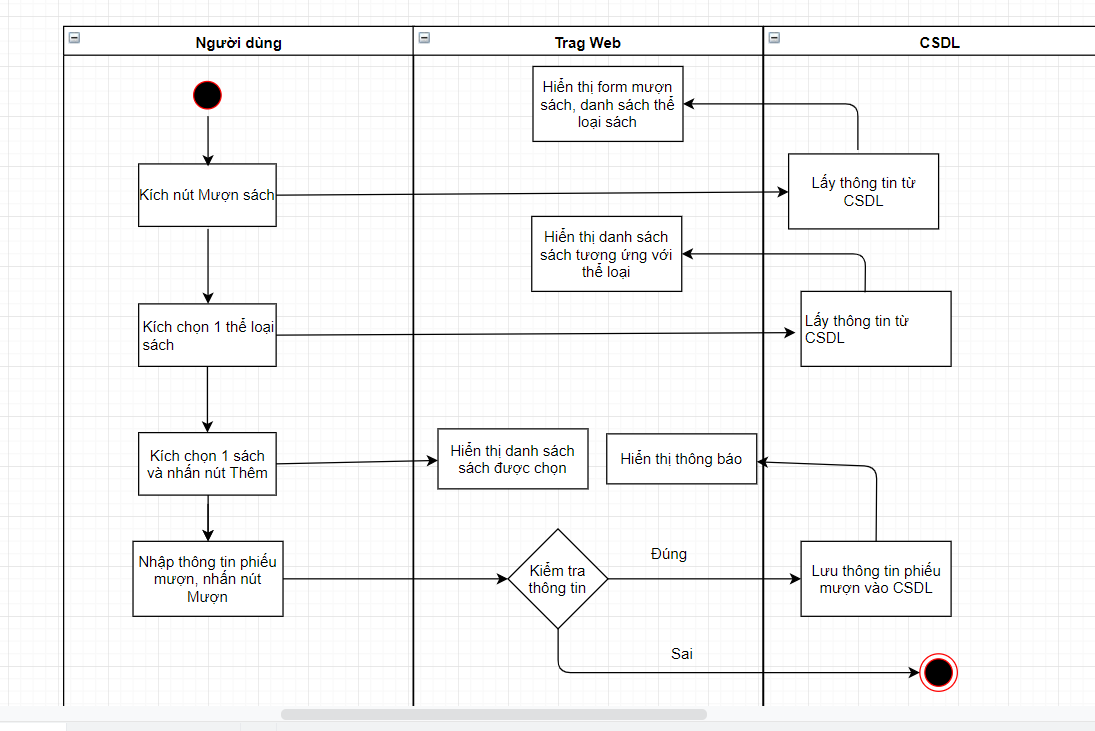 Người dùng
Trag Web
CSDL
Hiển thị form mượn
sách, danh sách thể
loại sách
Kích nút Mượn sách
Lấy thông tin từ
CSDL
Hiển thị danh sách
sách tương ứng với
thể loại
Kích chọn 1 thể loại
sách
Lấy thông tin từ
CSDL
Kích chọn 1 sách
và nhấn nút Thêm
Hiển thị danh sách
sách được chọn
Hiển thị thông báo
Nhập thông tin phiếu
mượn, nhấn nút
Mượn
Kiểm tra
thông tin
Đúng
Lưu thông tin phiếu
mượn vào CSDL
Sai